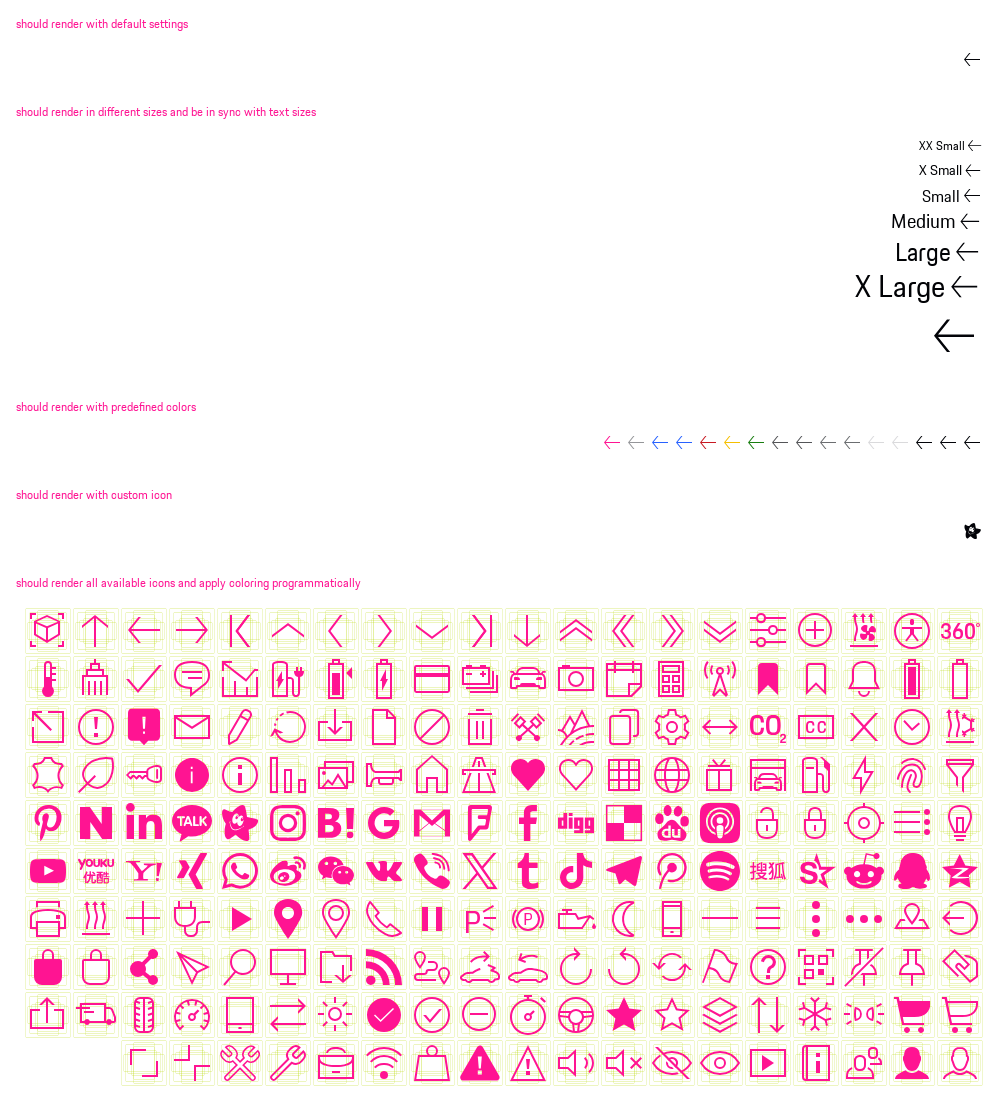 should render with default settings
should render in different sizes and be in sync with text sizes
XX Small
X Small
Small
Medium
Large
X Large
should render with predefined colors
should render with custom icon
should render all available icons and apply coloring programmatically
360°
CO2
CC
N in TALK B! G digg du
YOUKU
优酷
Y! 搜狐 S Z
P P